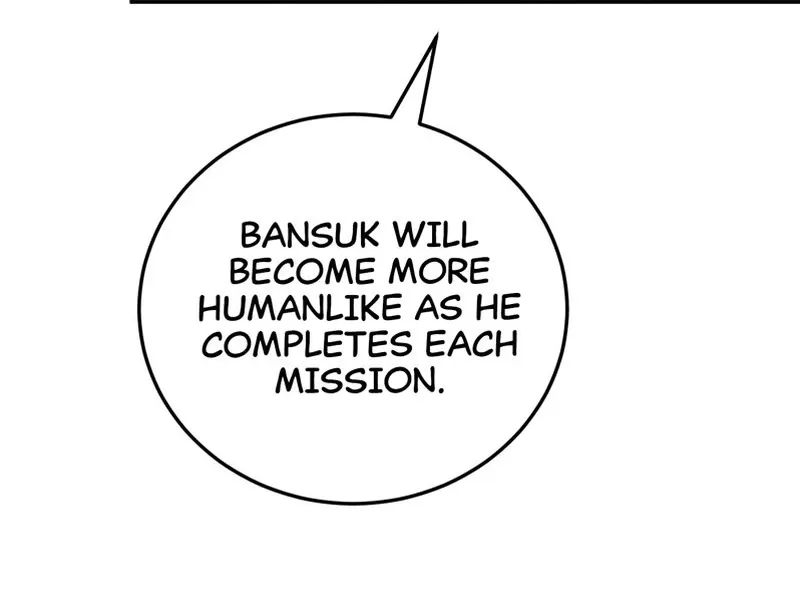 BANSUK WILL
BECOME MORE
HUMANLIKE AS HE
COMPLETES EACH
MISSION.